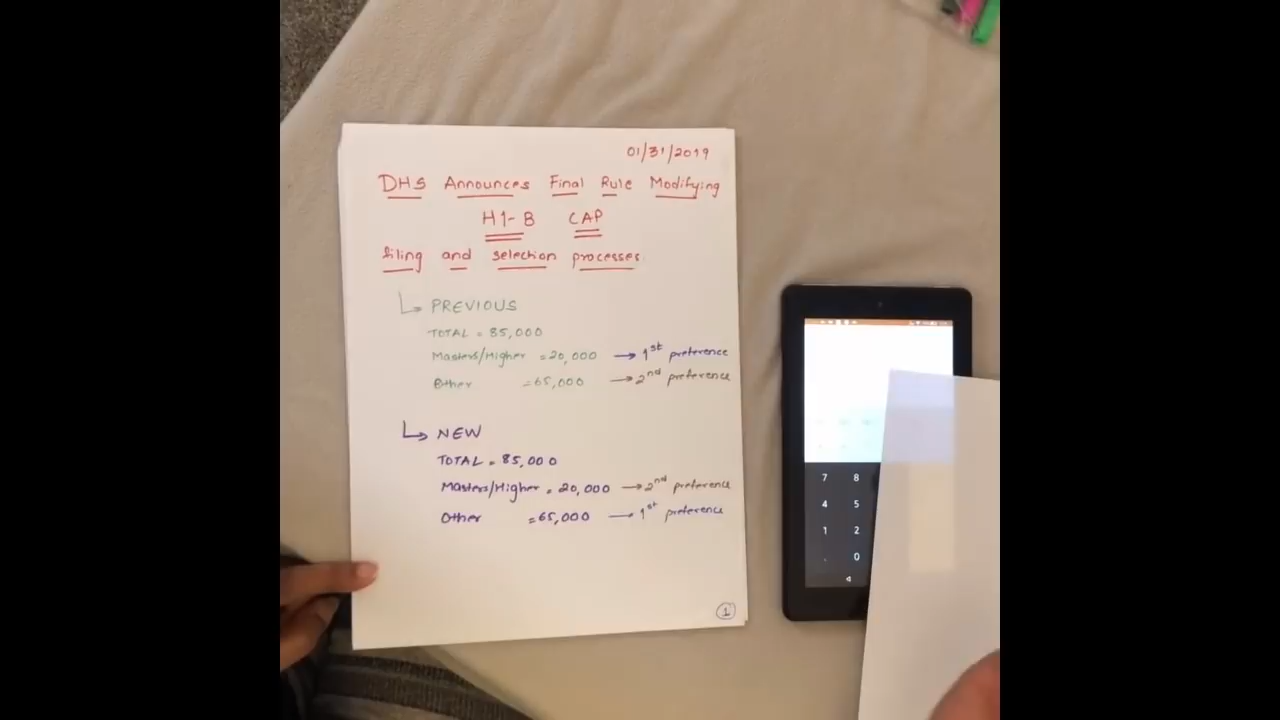 01/31/2019
DHS Announces Final Rule Modifying
H1-B CAP
filing and selection processes
PREVIOUS
TOTAL = 85,000
Masters/Higher = 20,000 → 1st preference
Other = 65,000 → 2nd preference
NEW
TOTAL = 85,000
Masters/Higher = 20,000 → 2nd preference
Other = 65,000 → 1st preference
1
7 8
4 5
1 2
. 0